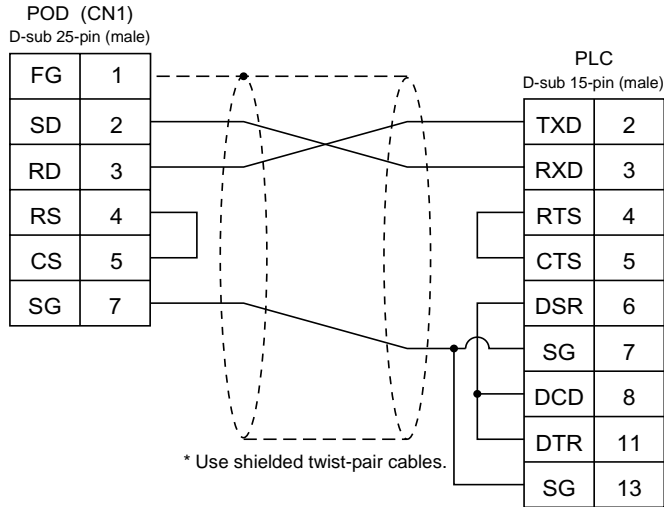 POD (CN1)
D-sub 25-pin (male)
FG 1
SD 2
RD 3
RS 4
CS 5
SG 7
PLC
D-sub 15-pin (male)
TXD 2
RXD 3
RTS 4
CTS 5
DSR 6
SG 7
DCD 8
DTR 11
SG 13
* Use shielded twist-pair cables.